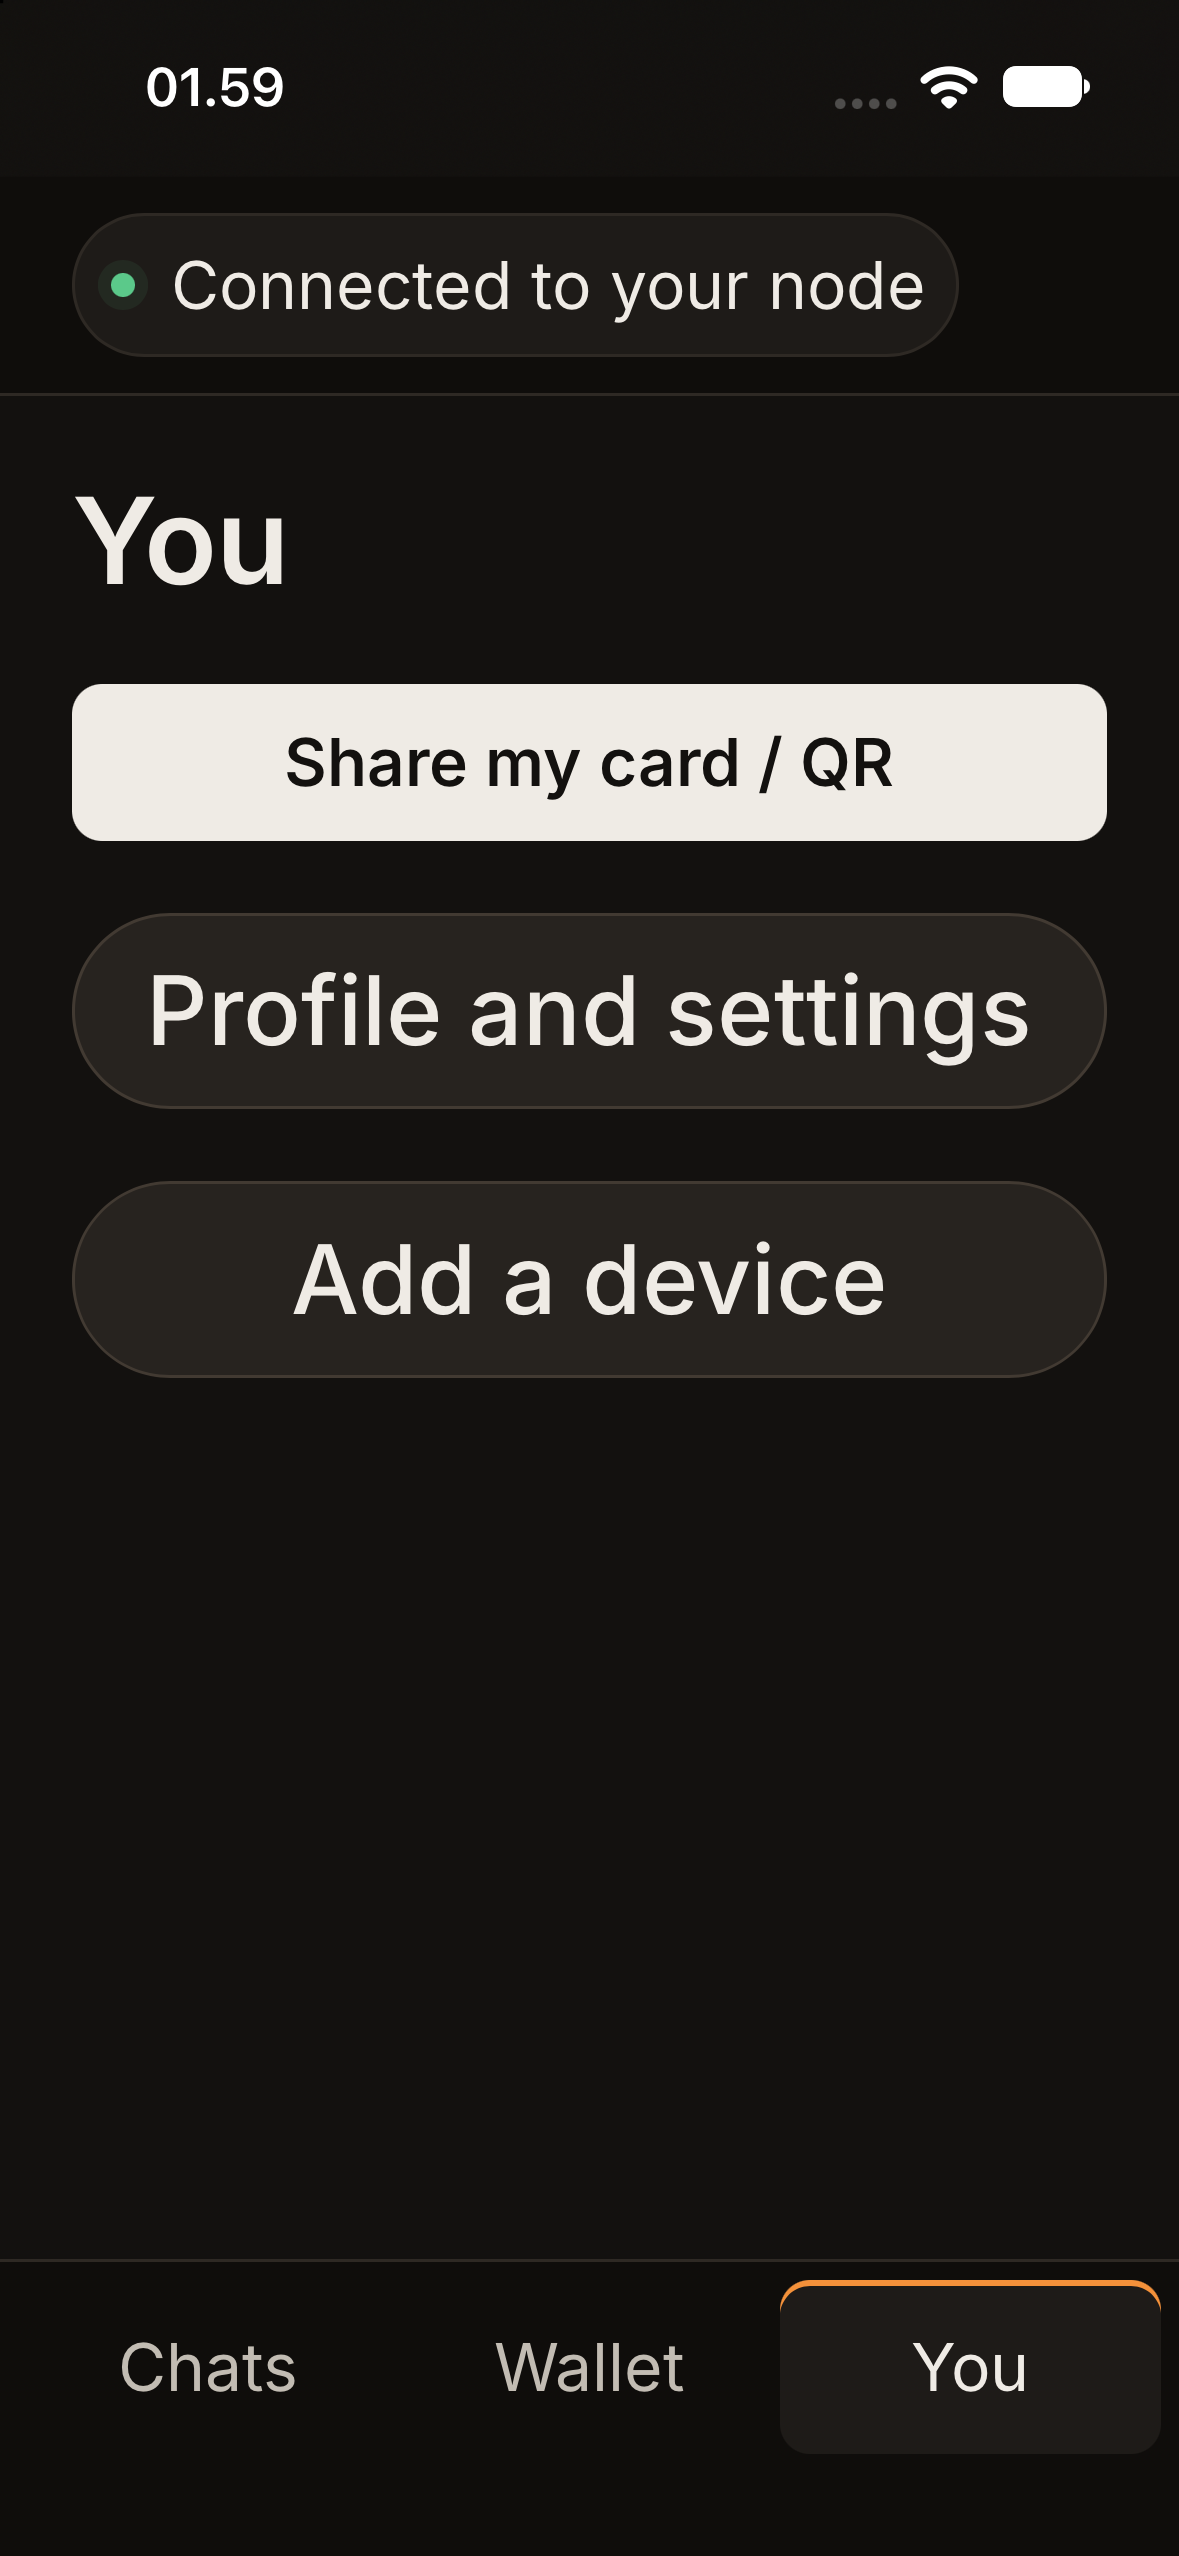 01.59
Connected to your node
You
Share my card / QR
Profile and settings
Add a device
Chats
Wallet
You